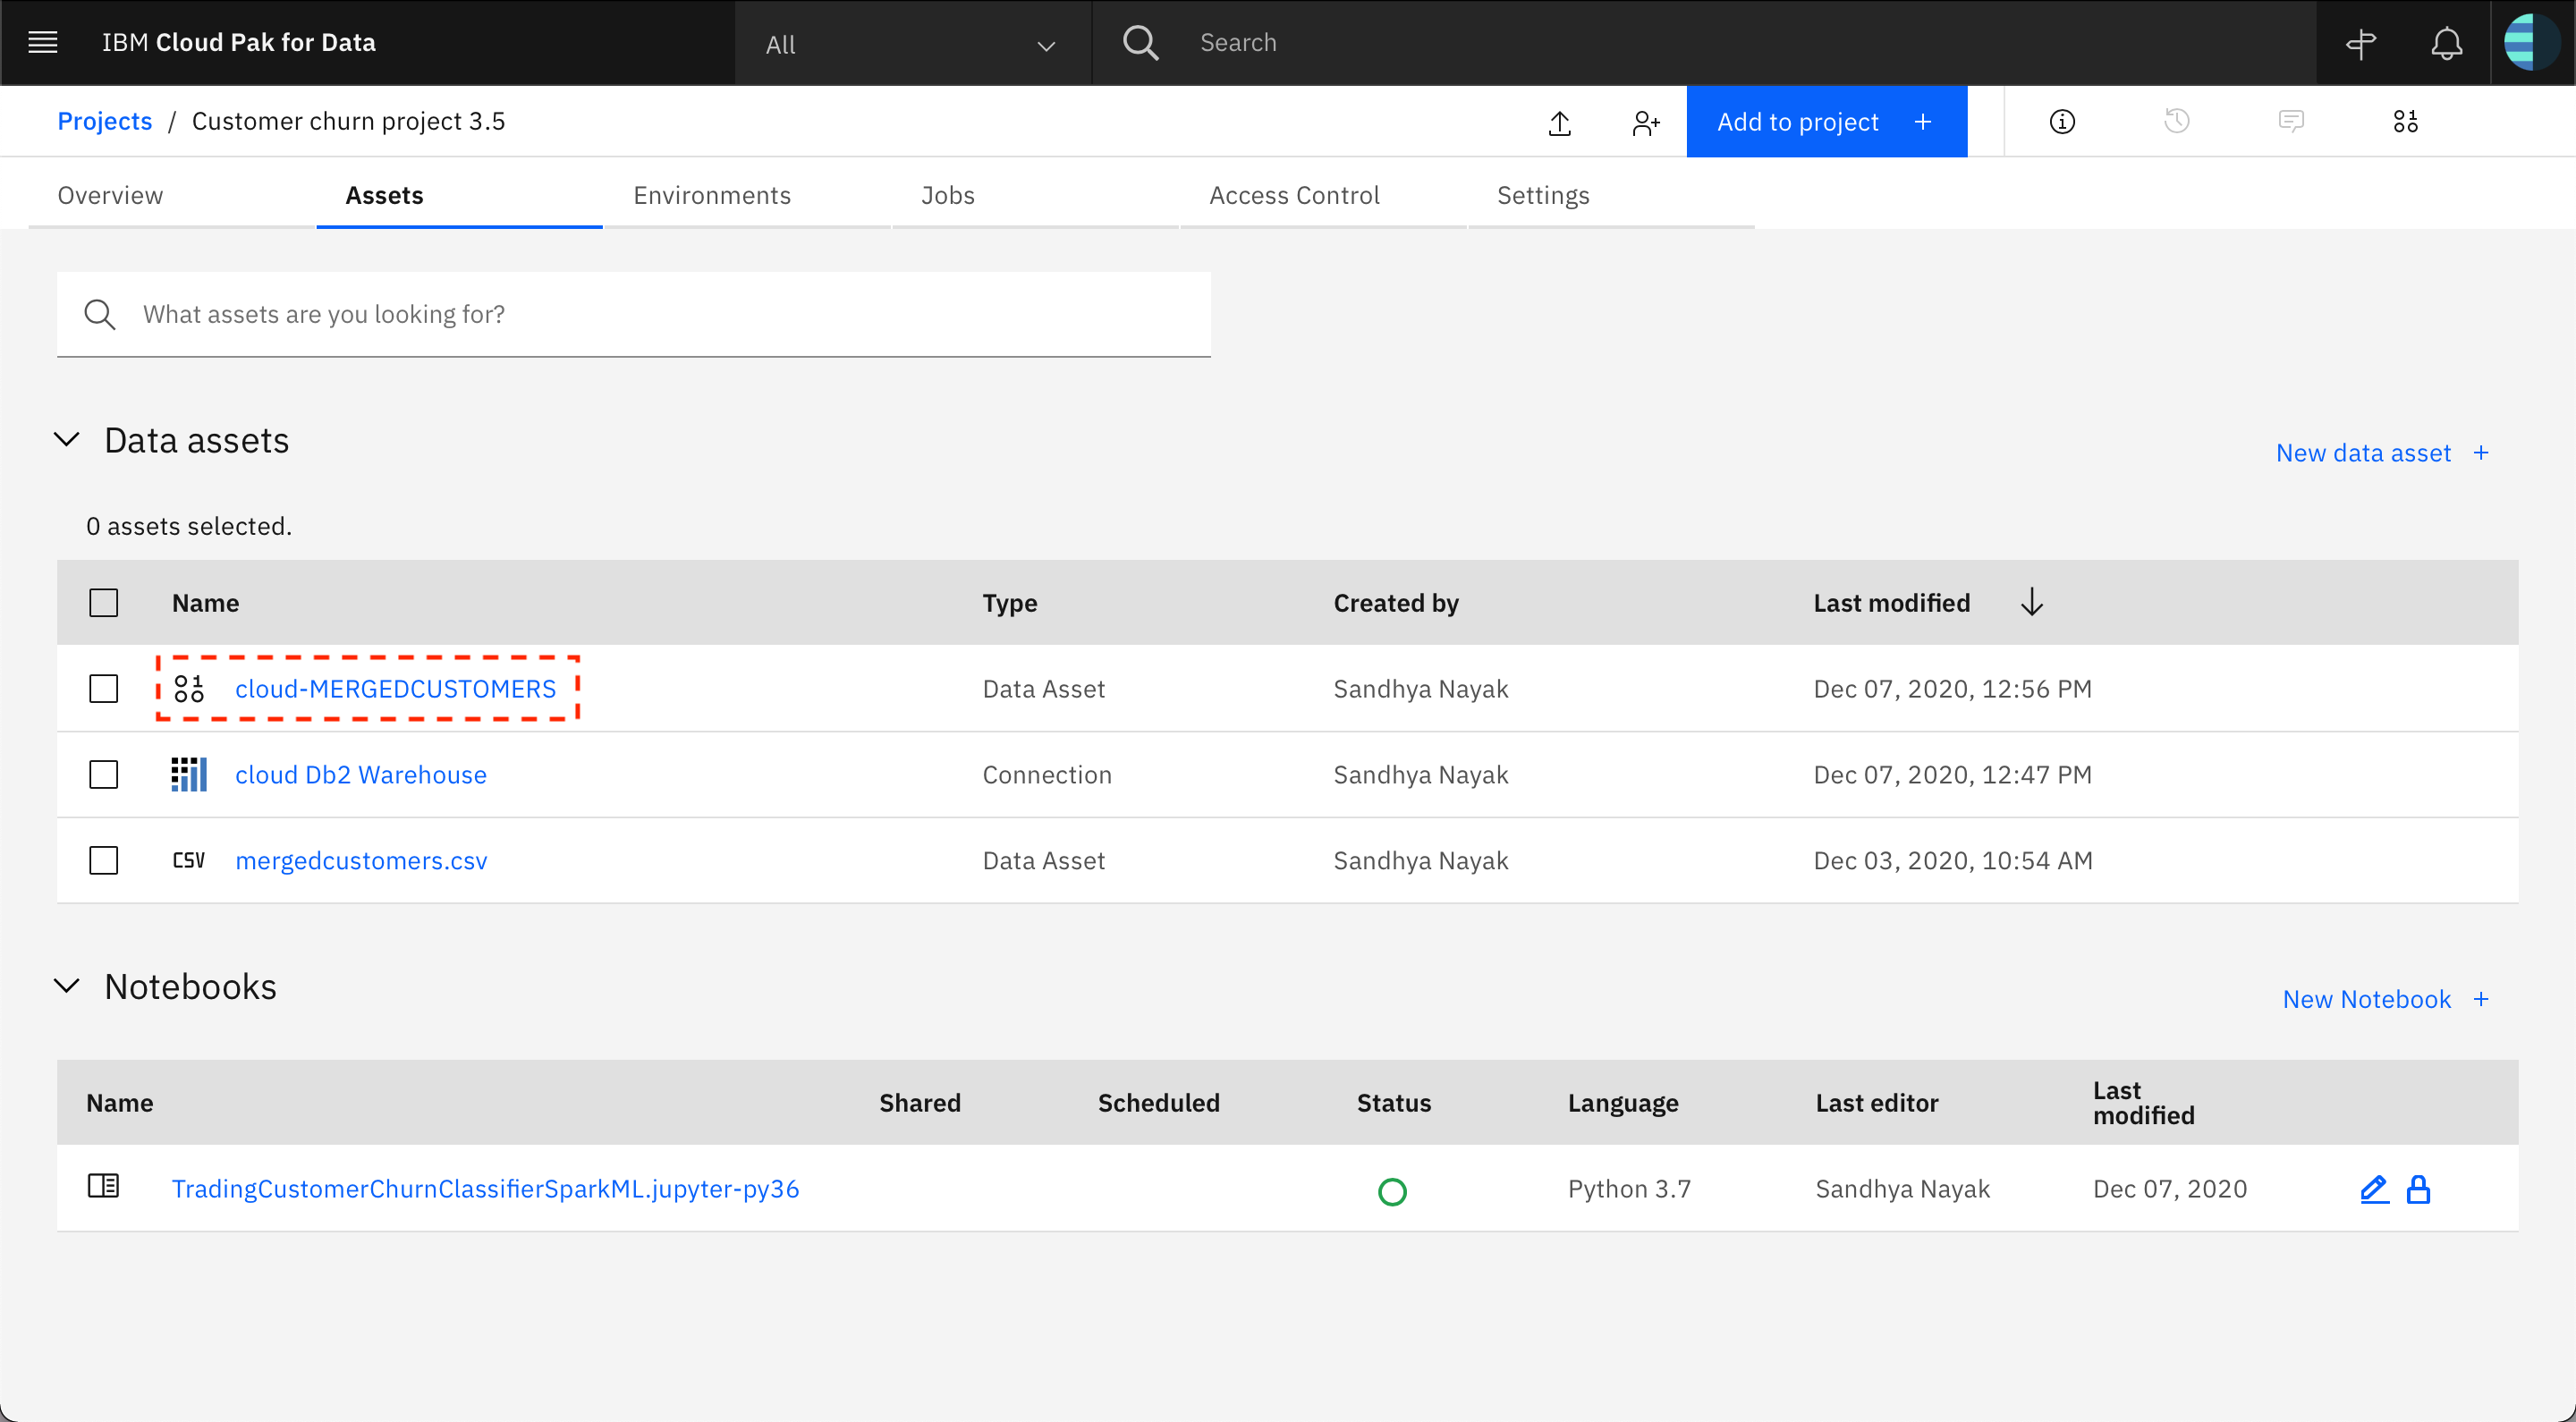 IBM Cloud Pak for Data All Search
Projects / Customer churn project 3.5 Add to project +
Overview Assets Environments Jobs Access Control Settings
What assets are you looking for?
Data assets
New data asset +
0 assets selected.
Name Type Created by Last modified
cloud-MERGEDCUSTOMERS Data Asset Sandhya Nayak Dec 07, 2020, 12:56 PM
cloud Db2 Warehouse Connection Sandhya Nayak Dec 07, 2020, 12:47 PM
CSV mergedcustomers.csv Data Asset Sandhya Nayak Dec 03, 2020, 10:54 AM
Notebooks
New Notebook +
Name Shared Scheduled Status Language Last editor Last modified
TradingCustomerChurnClassifierSparkML.jupyter-py36 Python 3.7 Sandhya Nayak Dec 07, 2020